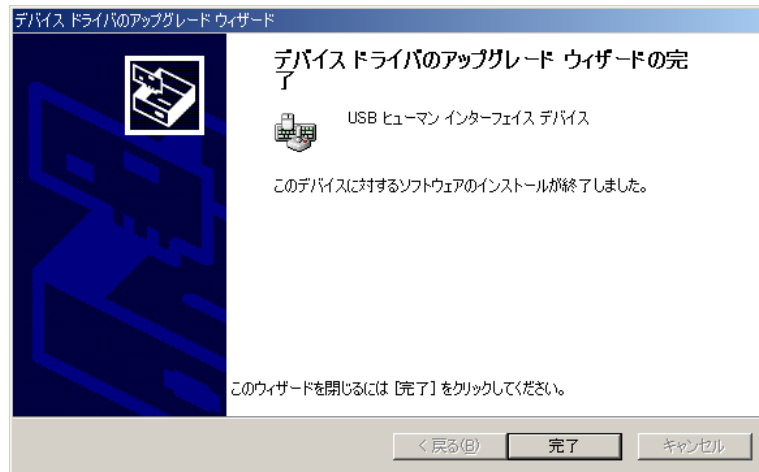 デバイス ドライバのアップグレード ウィザード
デバイス ドライバのアップグレード ウィザードの完
了
USB ヒューマン インターフェイス デバイス
このデバイスに対するソフトウェアのインストールが終了しました。
このウィザードを閉じるには [完了] をクリックしてください。
< 戻る(B)
完了
キャンセル